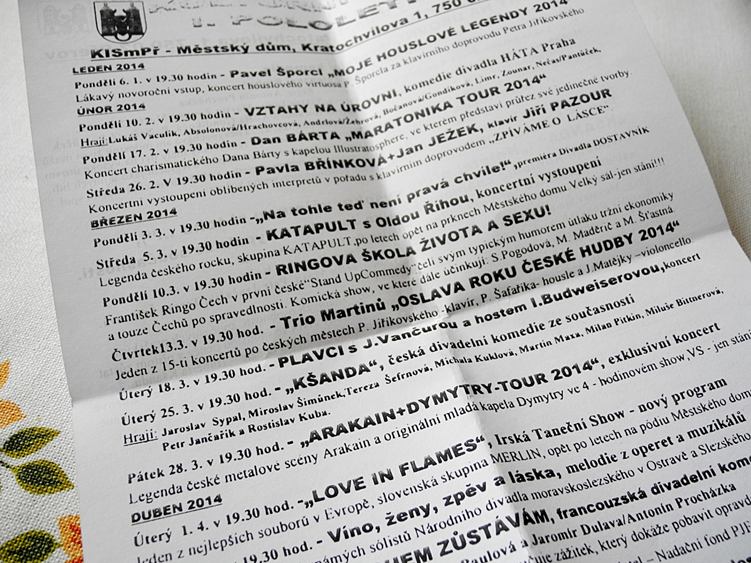 I. POLOLETÍ
KISmPř - Městský dům, Kratochvílova 1, 750
LEDEN 2014
Pondělí 6. 1. v 19.30 hodin - Pavel Šporcl „MOJE HOUSLOVÉ LEGENDY 2014"
Lákavý novoroční vstup, koncert houslového virtuosa P. Šporcla za klavírního doprovodu Petra Jiříkovského
ÚNOR 2014
Pondělí 10. 2. v 19.30 hodin - VZTAHY NA ÚROVNI, komedie divadla HÁTA Praha
Hrají: Lukáš Vaculík, Absolonová/Hrachovcová, Andrlová/Žehrová, Bočanová/Gondíková, Limr, Zounar, Nečas/Pantůček,
Pondělí 17. 2. v 19.30 hodin - Dan BÁRTA „MARATONIKA TOUR 2014"
Koncert charismatického Dana Bárty s kapelou Illustratosphere, ve kterém představí průřez své jedinečné tvorby.
Středa 26. 2. v 19.30 hodin - Pavla BŘÍNKOVÁ+Jan JEŽEK, klavír Jiří PAZOUR
Koncertní vystoupení oblíbených interpretů v pořadu s klavírním doprovodem „ZPÍVÁME O LÁSCE".
BŘEZEN 2014
Pondělí 3. 3. v 19.30 hodin -„Na tohle teď není pravá chvíle!", premiéra Divadla DOSTAVNÍK
Středa 5. 3. v 19.30 hodin - KATAPULT s Oldou Říhou, koncertní vystoupení
Legenda českého rocku, skupina KATAPULT po letech opět na prknech Městského domu Velký sál-jen stání!!!
Pondělí 10.3. v 19.30 hodin - RINGOVA ŠKOLA ŽIVOTA A SEXU!
František Ringo Čech v první české"Stand UpCommedy-čelí svým typickým humorem útlaku tržní ekonomiky
a touze Čechů po spravedlnosti. Komická show, ve které dále účinkují: S.Pogodová, M. Maděrič a M. Šťastná.
Čtvrtek13.3. v 19.30 hod. - Trio Martinů „OSLAVA ROKU ČESKÉ HUDBY 2014"
Jeden z 15-ti koncertů po českých městech P. Jiříkovského -klavír, P. Šafaříka- housle a J.Matějky –violoncello
Úterý 18. 3. v 19.30 hod. - PLAVCI s J.Vančurou a hostem I.Budweiserovou,koncert
Úterý 25. 3. v 19.30 hod. - „KŠANDA", česká divadelní komedie ze současnosti
Hrají: Jaroslav Sypal, Miroslav Šimůnek, Tereza Šefrnová, Michala Kuklová, Martin Maxa, Milan Pitkin, Miluše Bittnerová,
Petr Jančařík a Rostislav Kuba.
Pátek 28. 3. v 19.30 hod. - „ARAKAIN+DYMYTRY-TOUR 2014", exklusivní koncert
Legenda české metalové scény Arakain a originální mladá kapela Dymytry ve 4 - hodinovém show,VS - jen stání
DUBEN 2014
Úterý 1. 4. v 19.30 hod. -„LOVE IN FLAMES", Irská Taneční Show - nový program
Jeden z nejlepších souborů v Evropě, slovenská skupina MERLIN, opět po letech na pódiu Městského domu
v 19.30 hod. - Víno, ženy, zpěv a láska, melodie z operet a muzikálů
známých sólistů Národního divadla moravskoslezského v Ostravě a Slezského
ZŮSTÁVÁM, francouzská divadelní
a Jaromír Dulava/Antonín Procházka
zážitek, který dokáže pobavit
– Nadační fond